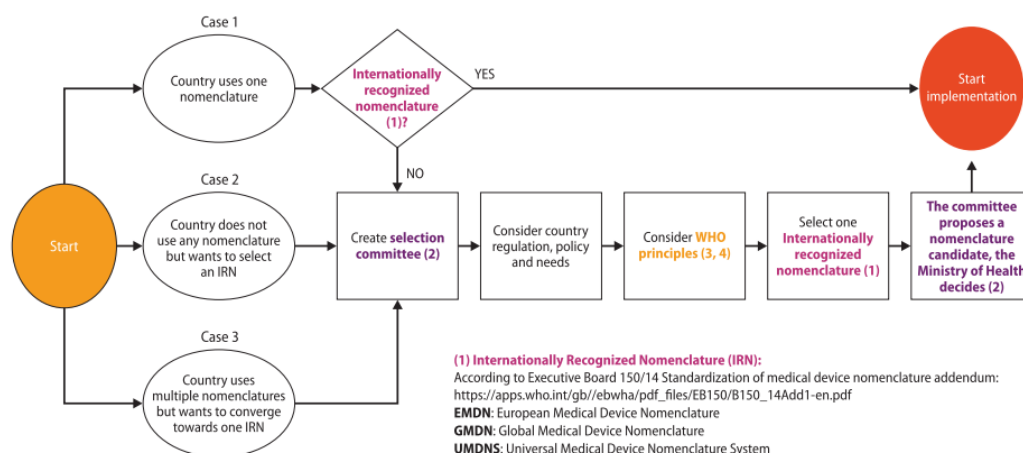 Case 1
Country uses one
nomenclature
Internationally
recognized
nomenclature
(1)?
YES
NO
Start
implementation
Start
Case 2
Country does not
use any nomenclature
but wants to select
an IRN
Create selection
committee (2)
Consider country
regulation, policy
and needs
Consider WHO
principles (3, 4)
Select one
Internationally
recognized
nomenclature (1)
The committee
proposes a
nomenclature
candidate, the
Ministry of Health
decides (2)
Case 3
Country uses
multiple nomenclatures
but wants to converge
towards one IRN
(1) Internationally Recognized Nomenclature (IRN):
According to Executive Board 150/14 Standardization of medical device nomenclature addendum:
https://apps.who.int/gb//ebwha/pdf_files/EB150/B150_14Add1-en.pdf
EMDN: European Medical Device Nomenclature
GMDN: Global Medical Device Nomenclature
UMDNS: Universal Medical Device Nomenclature System